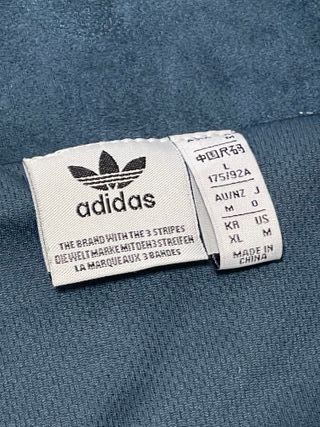 adidas
THE BRAND WITH THE 3 STRIPES
DIE WELTMARKE MIT DEN 3 STREIFEN
LA MARQUE AUX 3 BANDES
中国尺码
L
175/92A
AU/NZ J
M O
KR US
XL M
MADE IN
CHINA